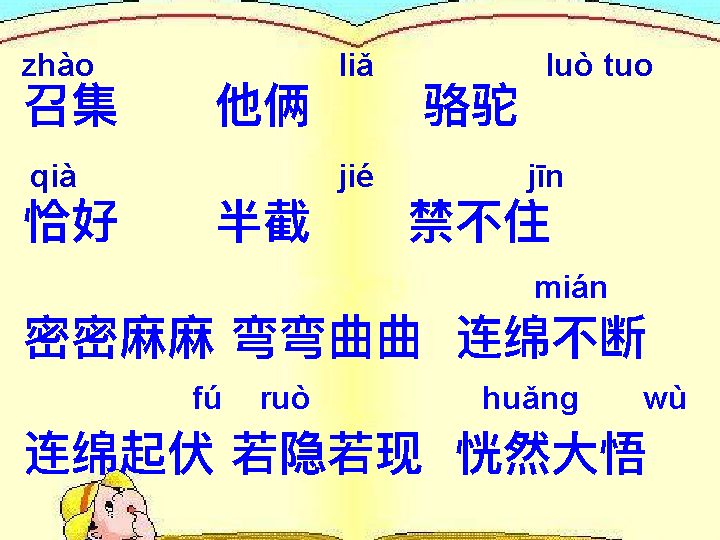 zhào liǎ luò tuo
召集 他俩 骆驼
qià jié jīn
恰好 半截 禁不住
mián
密密麻麻 弯弯曲曲 连绵不断
fú ruò huǎng wù
连绵起伏 若隐若现 恍然大悟